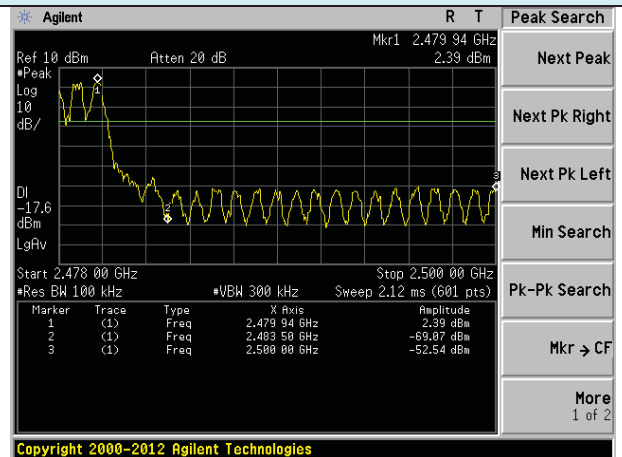 Agilent R T Peak Search
Mkr1 2.479 94 GHz
Ref 10 dBm Atten 20 dB 2.39 dBm
#Peak
Log
10
dB/
DI
-17.6
dBm
LgAv
1
2
3
Start 2.478 00 GHz Stop 2.500 00 GHz
#Res BW 100 kHz #VBW 300 kHz Sweep 2.12 ms (601 pts)
Marker Trace Type X Axis Amplitude
1 (1) Freq 2.479 94 GHz 2.39 dBm
2 (1) Freq 2.483 50 GHz -69.07 dBm
3 (1) Freq 2.500 00 GHz -52.54 dBm
Next Peak
Next Pk Right
Next Pk Left
Min Search
Pk-Pk Search
Mkr → CF
More
1 of 2
Copyright 2000-2012 Agilent Technologies